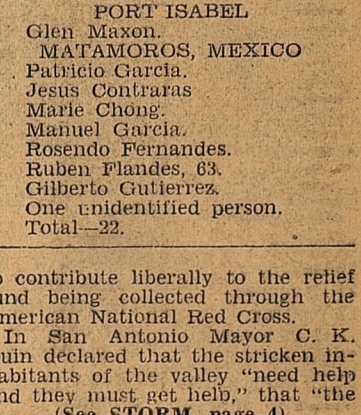 PORT ISABEL
Glen Maxon.
MATAMOROS, MEXICO
Patricio Garcia.
Jesus Contraras
Marie Chong.
Manuel Garcia.
Rosendo Fernandes.
Ruben Flandes, 63.
Gilberto Gutierrez.
One unidentified person.
Total—22.
o contribute liberally to the relief
und being collected through the
merican National Red Cross.
In San Antonio Mayor C. K.
uin declared that the stricken in-
abitants of the valley "need help
nd they must get help," that "the
(See STORM, page 4)